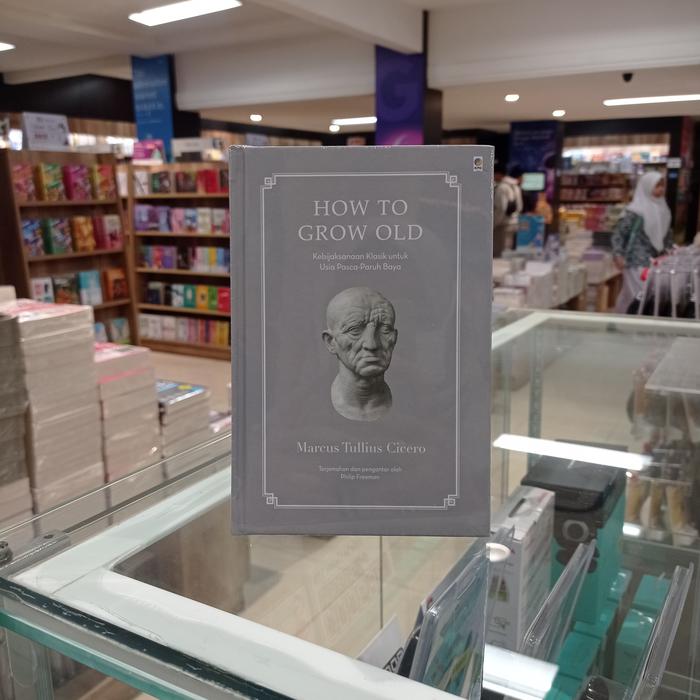 HOW TO
GROW OLD
Kebijaksanaan Klasik untuk
Usia Pasca-Paruh Baya
Marcus Tullius Cicero
Terjemahan dan pengantar oleh
Philip Freeman